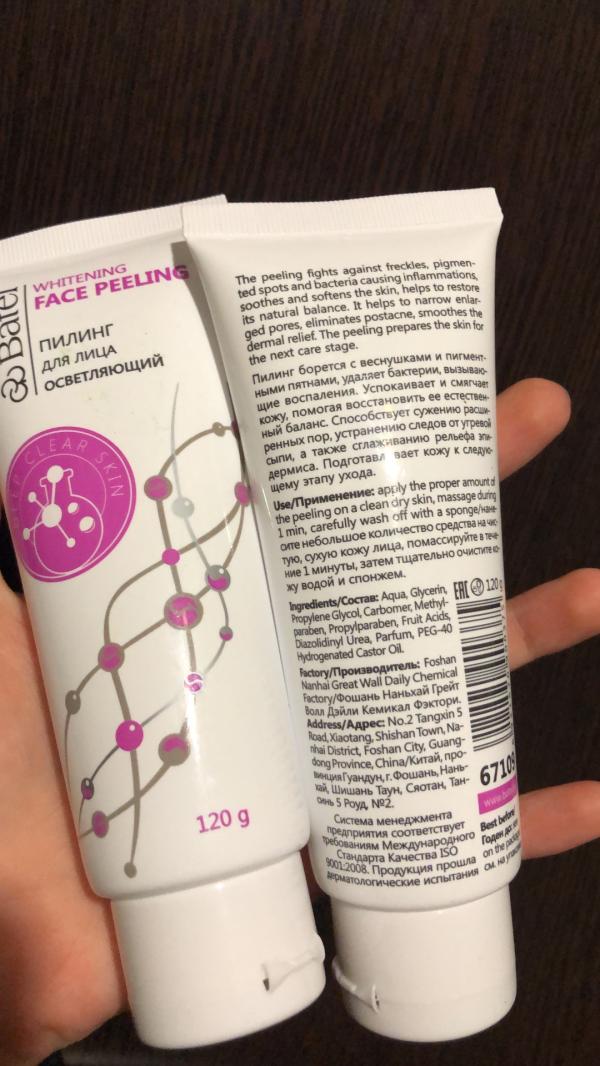 Batel
WHITENING
FACE PEELING
ПИЛИНГ
ДЛЯ ЛИЦА
ОСВЕТЛЯЮЩИЙ
DEEP CLEAR SKIN
120 g
The peeling fights against freckles, pigmen-
ted spots and bacteria causing inflammations,
soothes and softens the skin, helps to restore
its natural balance. It helps to narrow enlar-
ged pores, eliminates postacne, smoothes the
dermal relief. The peeling prepares the skin for
the next care stage.
Пилинг борется с веснушками и пигмент-
ными пятнами, удаляет бактерии, вызываю-
щие воспаления. Успокаивает и смягчает
кожу, помогая восстановить ее естествен-
ный баланс. Способствует сужению расши-
ренных пор, устранению следов от угревой
сыпи, а также сглаживанию рельефа эпи-
дермиса. Подготавливает кожу к следую-
щему этапу ухода.
Use/Применение: apply the proper amount of
the peeling on a clean dry skin, massage during
1 min, carefully wash off with a sponge/нане-
сите небольшое количество средства на чис-
тую, сухую кожу лица, помассируйте в тече-
ние 1 минуты, затем тщательно очистите ко-
жу водой и спонжем.
Ingredients/Состав: Aqua, Glycerin,
Propylene Glycol, Carbomer, Methyl-
paraben, Propylparaben, Fruit Acids,
Diazolidinyl Urea, Parfum, PEG-40
Hydrogenated Castor Oil.
EAC 120 g
Factory/Производитель: Foshan
Nanhai Great Wall Daily Chemical
Factory/Фошань Наньхай Грейт
Волл Дэйли Кемикал Фэктори.
Address/Адрес: No.2 Tangxin 5
Road, Xiaotang, Shishan Town, Na-
nhai District, Foshan City, Guang-
dong Province, China/Китай, про-
винция Гуандун, г. Фошань, Нань-
хай, Шишань Таун, Сяотан, Тан-
синь 5 Роуд, №2.
67109
www.
Best before/
Годен до:
on the package
см. на упаковке
Система менеджмента
предприятия соответствует
требованиям Международного
Стандарта Качества ISO
9001:2008. Продукция прошла
дерматологические испытания